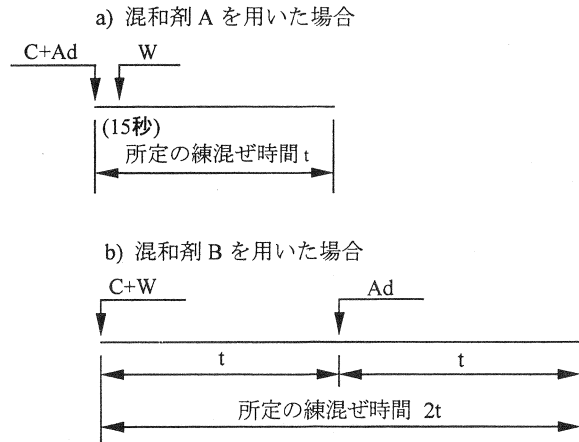 a) 混和剤 A を用いた場合
C+Ad
W
(15秒)
所定の練混ぜ時間 t
b) 混和剤 B を用いた場合
C+W
Ad
t
t
所定の練混ぜ時間 2t